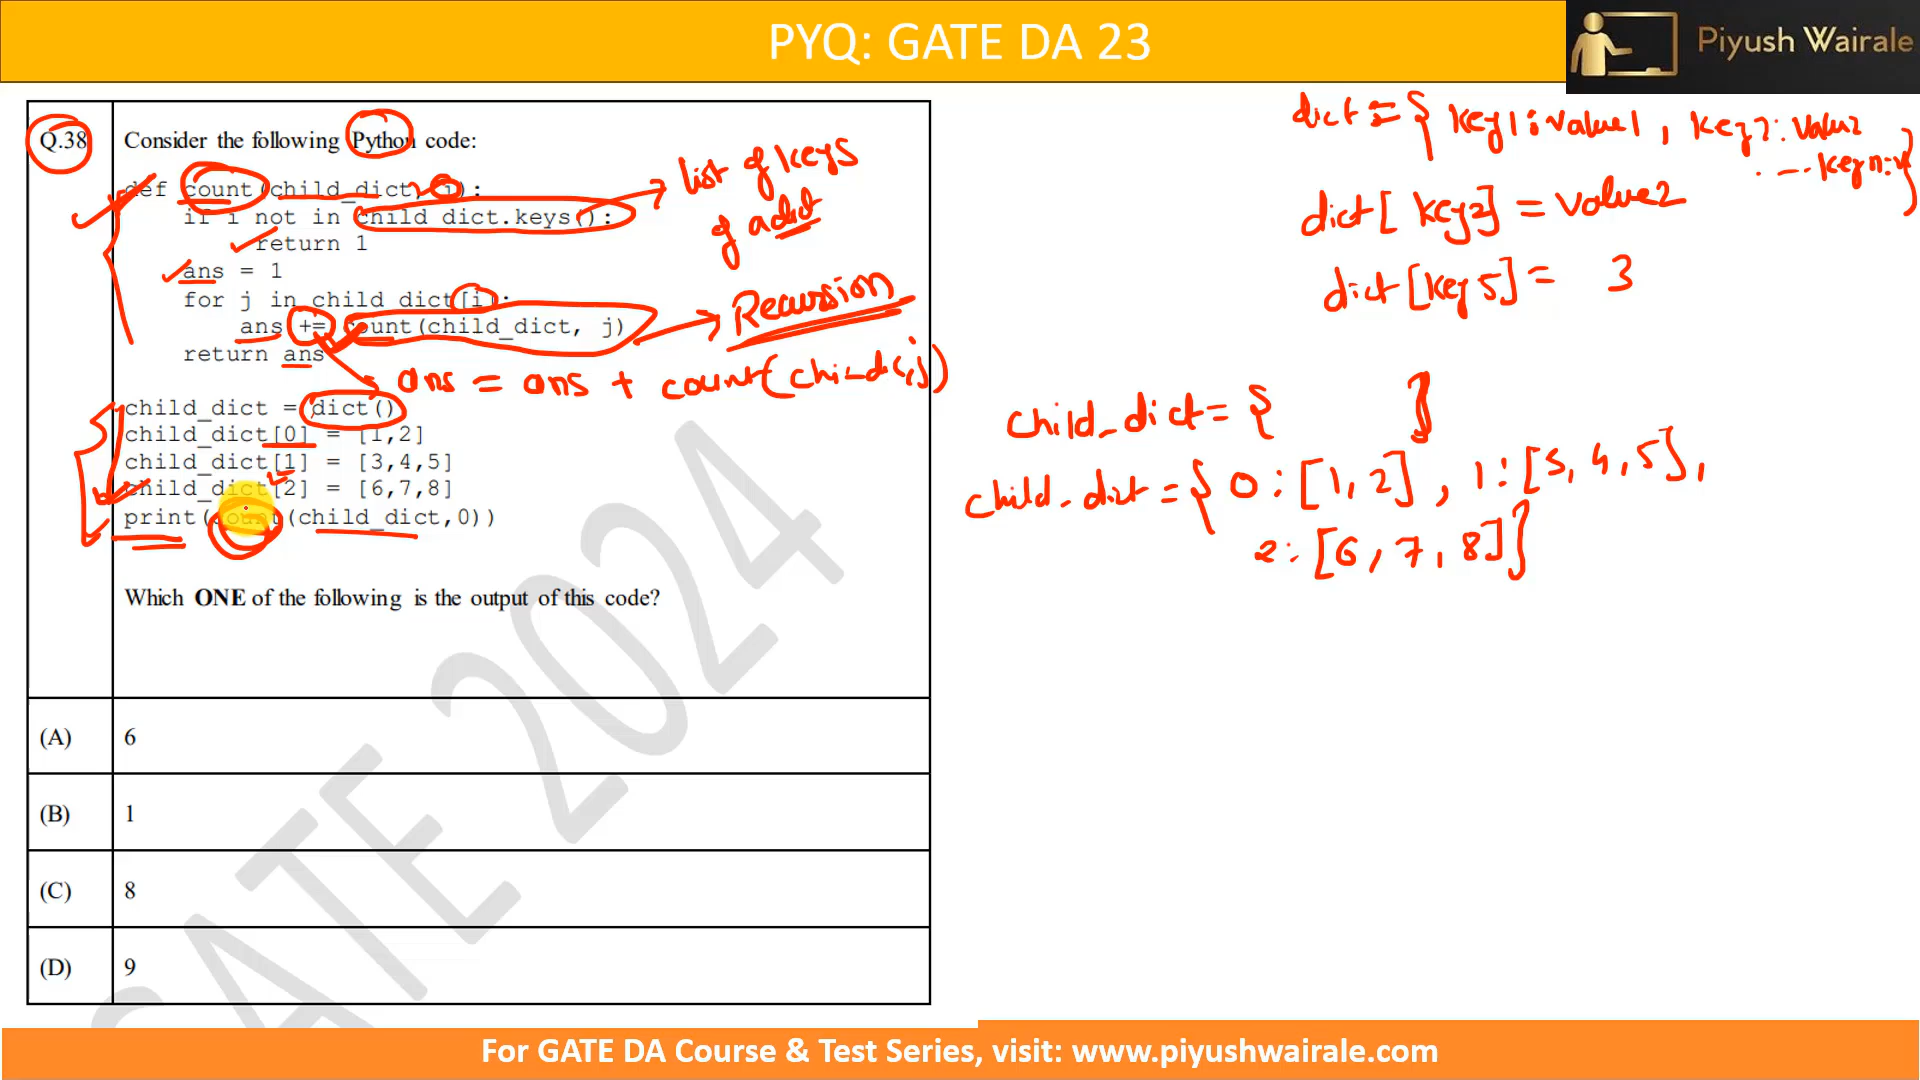 PYQ: GATE DA 23
Piyush Wairale
Q.38
Consider the following Python code:
def count(child_dict, i):
if i not in child_dict.keys():
return 1
ans = 1
for j in child_dict[i]:
ans += count(child_dict, j)
return ans
child_dict = dict()
child_dict[0] = [1,2]
child_dict[1] = [3,4,5]
child_dict[2] = [6,7,8]
print(count(child_dict,0))
Which ONE of the following is the output of this code?
(A) 6
(B) 1
(C) 8
(D) 9
GATE 2024
list of keys
of a dict
Recursion
ans = ans + count(chi_dic,j)
dict = { key1:value1, key2:value
... keyn:v}
dict[key2] = value2
dict[key5] = 3
child_dict = { }
child_dict = { 0:[1,2], 1:[3,4,5],
2:[6,7,8]}
For GATE DA Course & Test Series, visit: www.piyushwairale.com